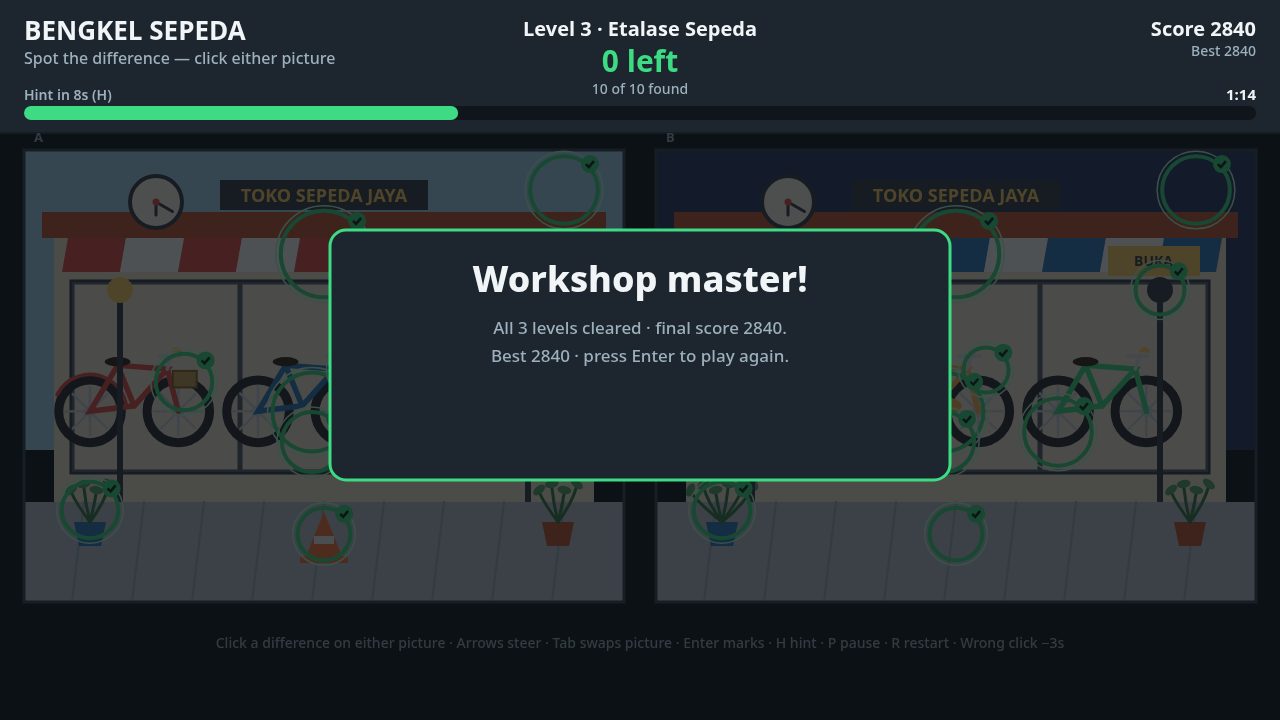 BENGKEL SEPEDA
Spot the difference — click either picture
Level 3 · Etalase Sepeda
0 left
10 of 10 found
Score 2840
Best 2840
Hint in 8s (H)
1:14
A
B
TOKO SEPEDA JAYA
TOKO SEPEDA JAYA
BUKA
Workshop master!
All 3 levels cleared · final score 2840.
Best 2840 · press Enter to play again.
Click a difference on either picture · Arrows steer · Tab swaps picture · Enter marks · H hint · P pause · R restart · Wrong click −3s